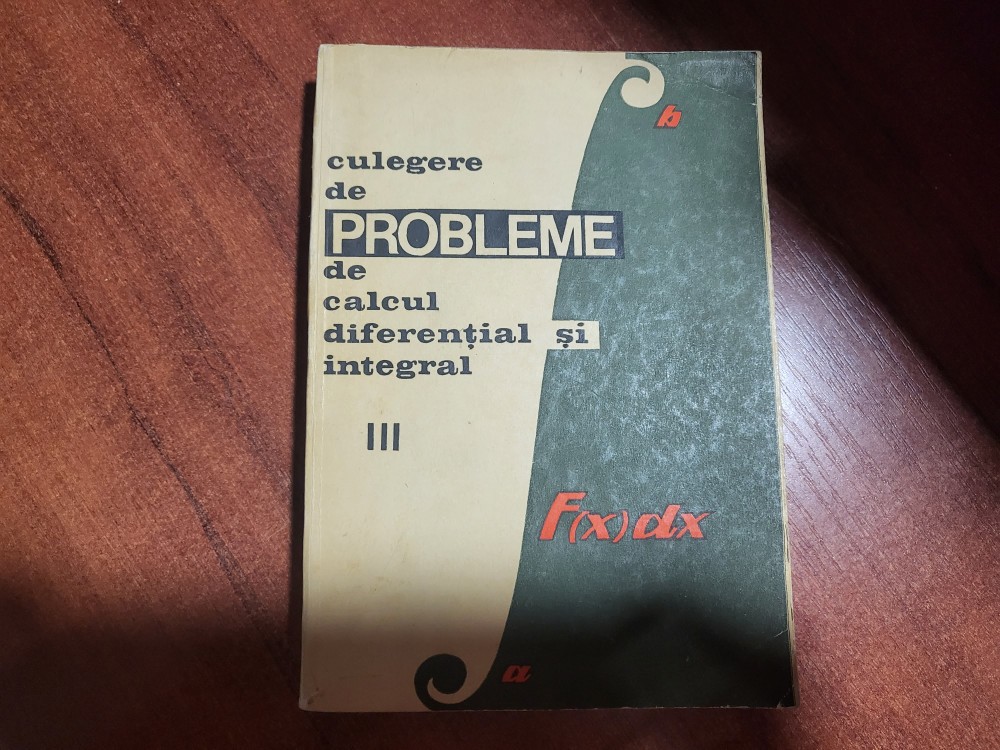 b
culegere
de
PROBLEME
de
calcul
diferențial și
integral
III
F(x)dx
a